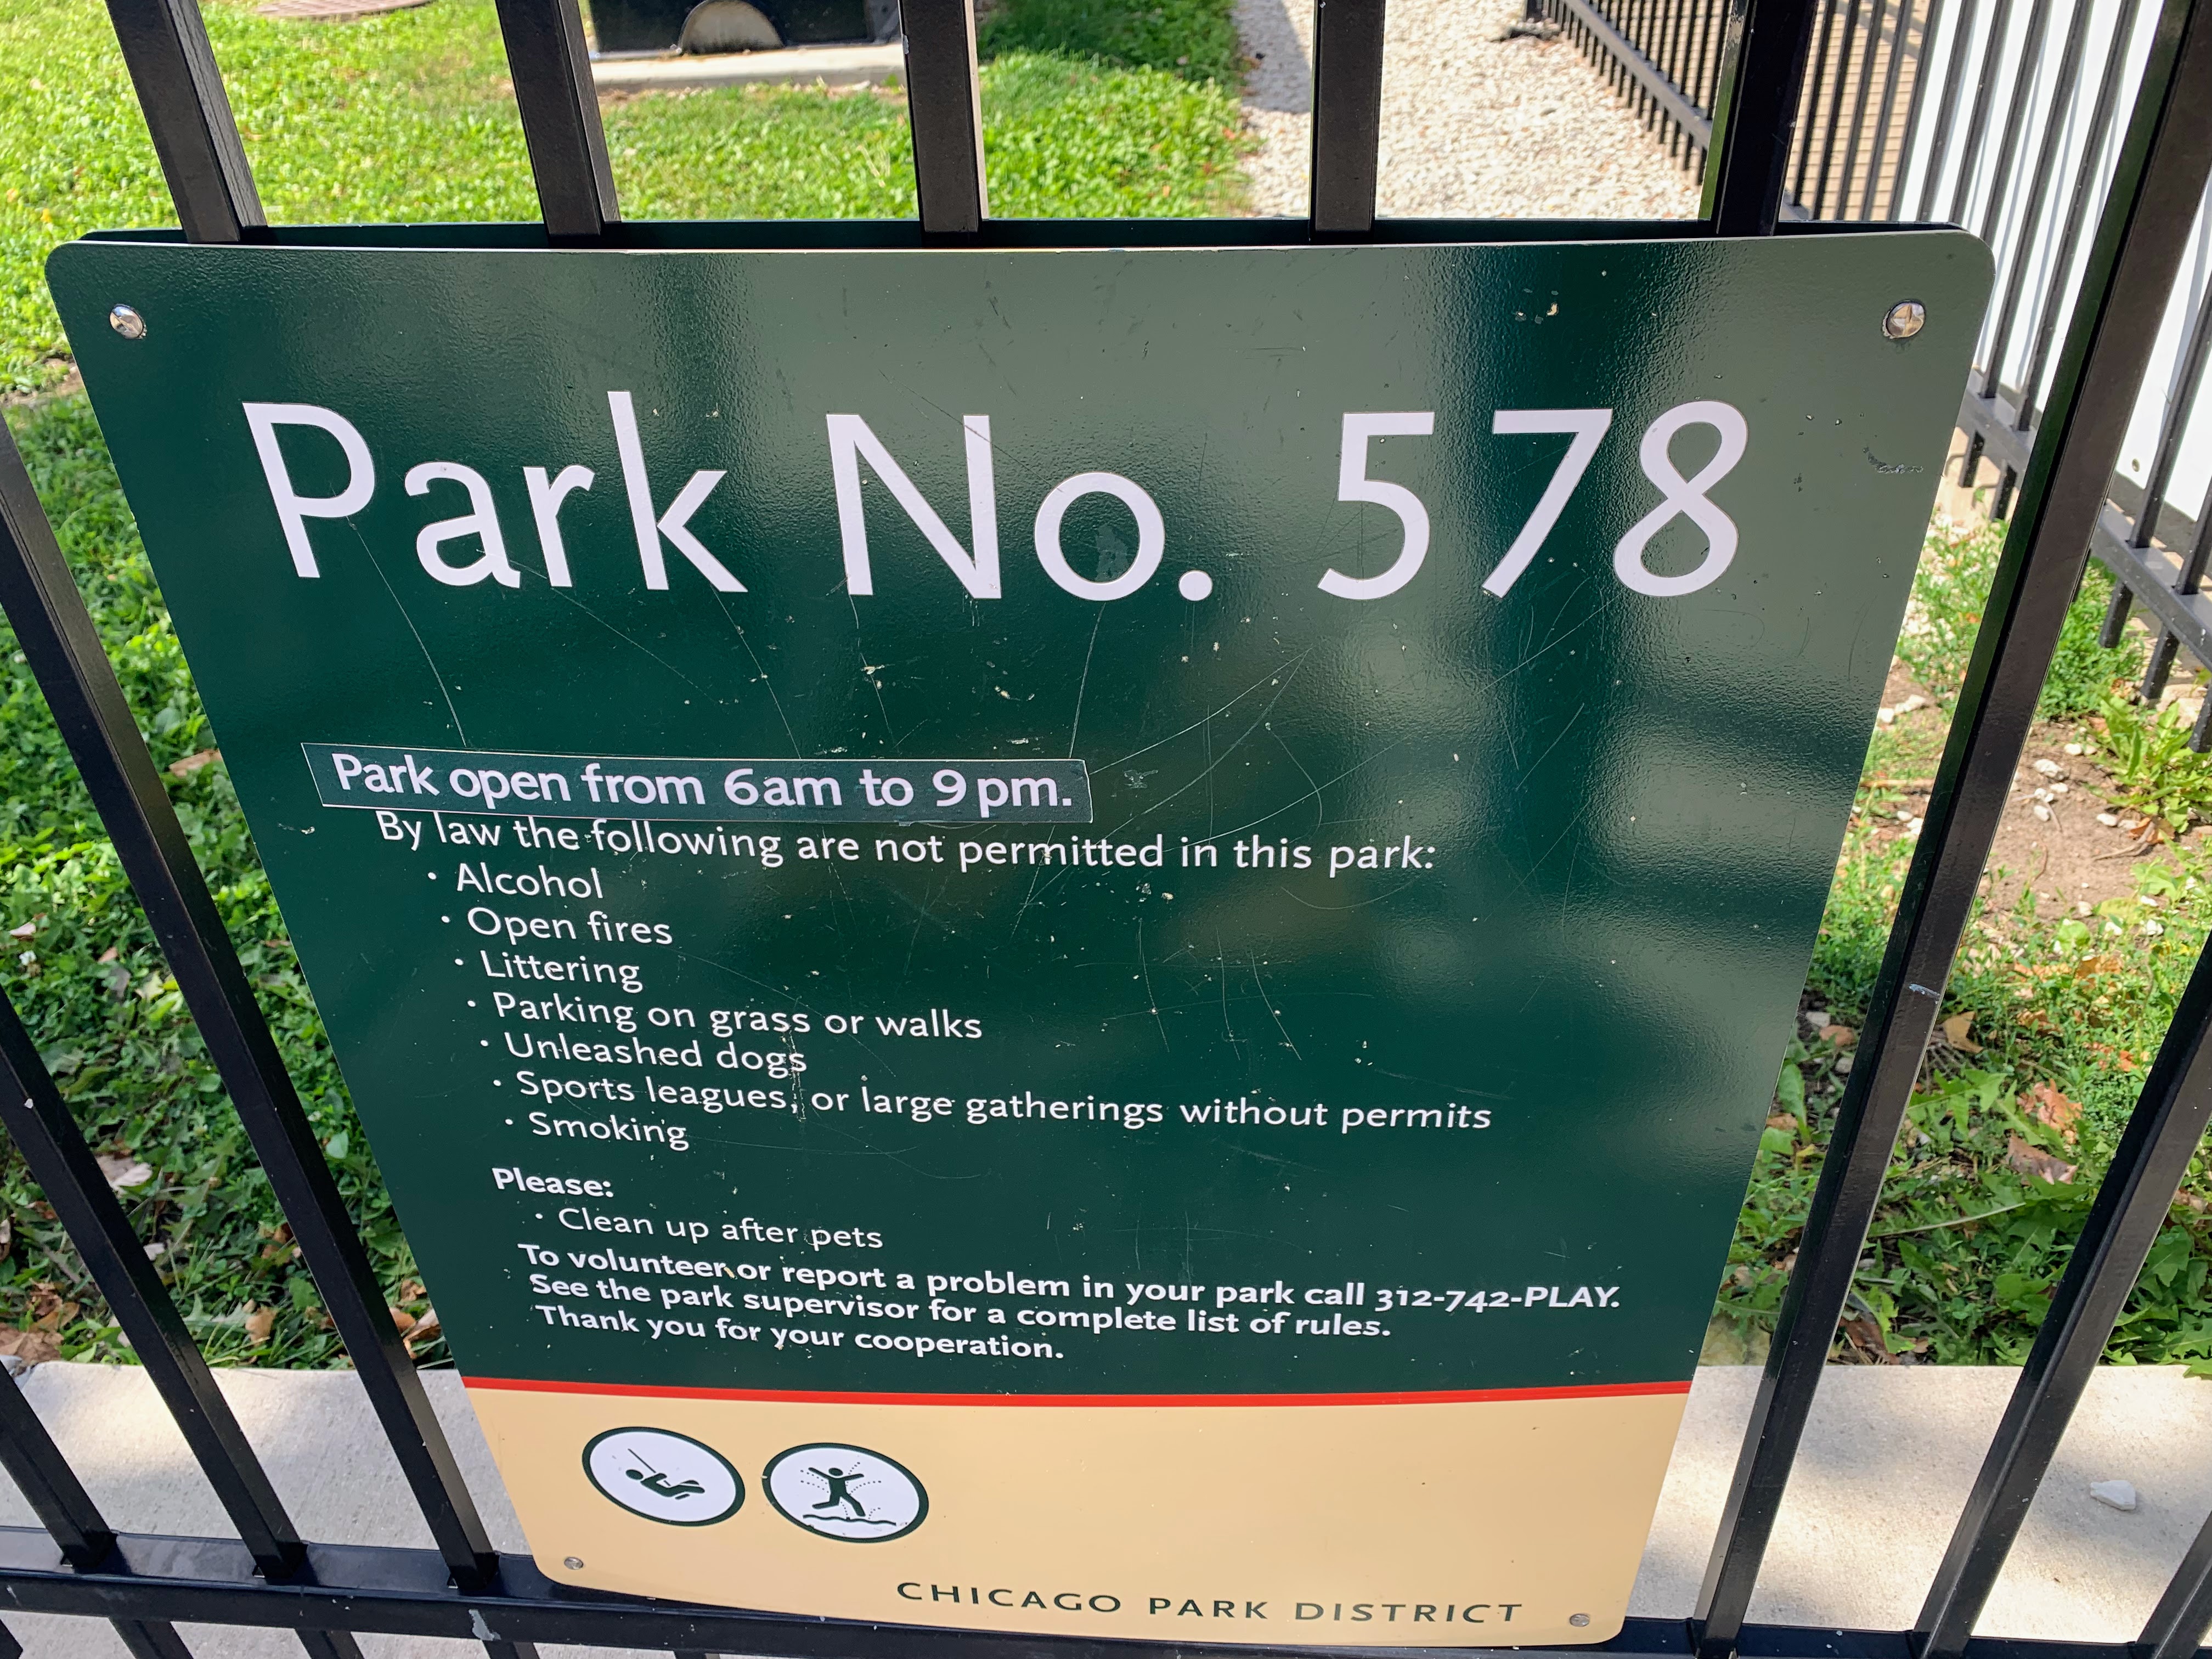 Park No. 578
Park open from 6am to 9pm.
By law the following are not permitted in this park:
• Alcohol
• Open fires
• Littering
• Parking on grass or walks
• Unleashed dogs
• Sports leagues, or large gatherings without permits
• Smoking
Please:
• Clean up after pets
To volunteer or report a problem in your park call 312-742-PLAY.
See the park supervisor for a complete list of rules.
Thank you for your cooperation.
CHICAGO PARK DISTRICT